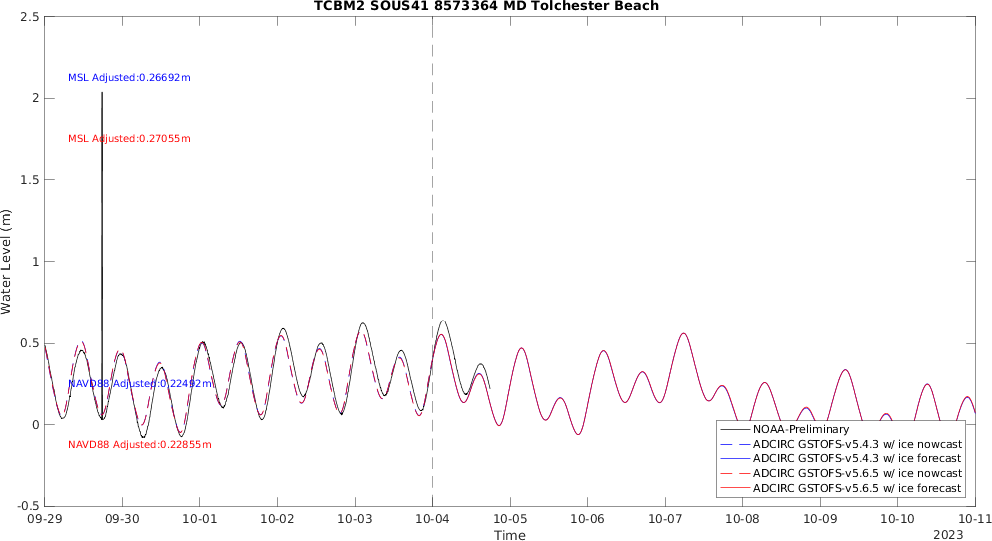 TCBM2 SOUS41 8573364 MD Tolchester Beach
2.5
2
1.5
1
0.5
0
-0.5
Water Level (m)
MSL Adjusted:0.26692m
MSL Adjusted:0.27055m
NAVD88 Adjusted:0.22492m
NAVD88 Adjusted:0.22855m
NOAA-Preliminary
ADCIRC GSTOFS-v5.4.3 w/ ice nowcast
ADCIRC GSTOFS-v5.4.3 w/ ice forecast
ADCIRC GSTOFS-v5.6.5 w/ ice nowcast
ADCIRC GSTOFS-v5.6.5 w/ ice forecast
09-29 09-30 10-01 10-02 10-03 10-04 10-05 10-06 10-07 10-08 10-09 10-10 10-11
Time
2023